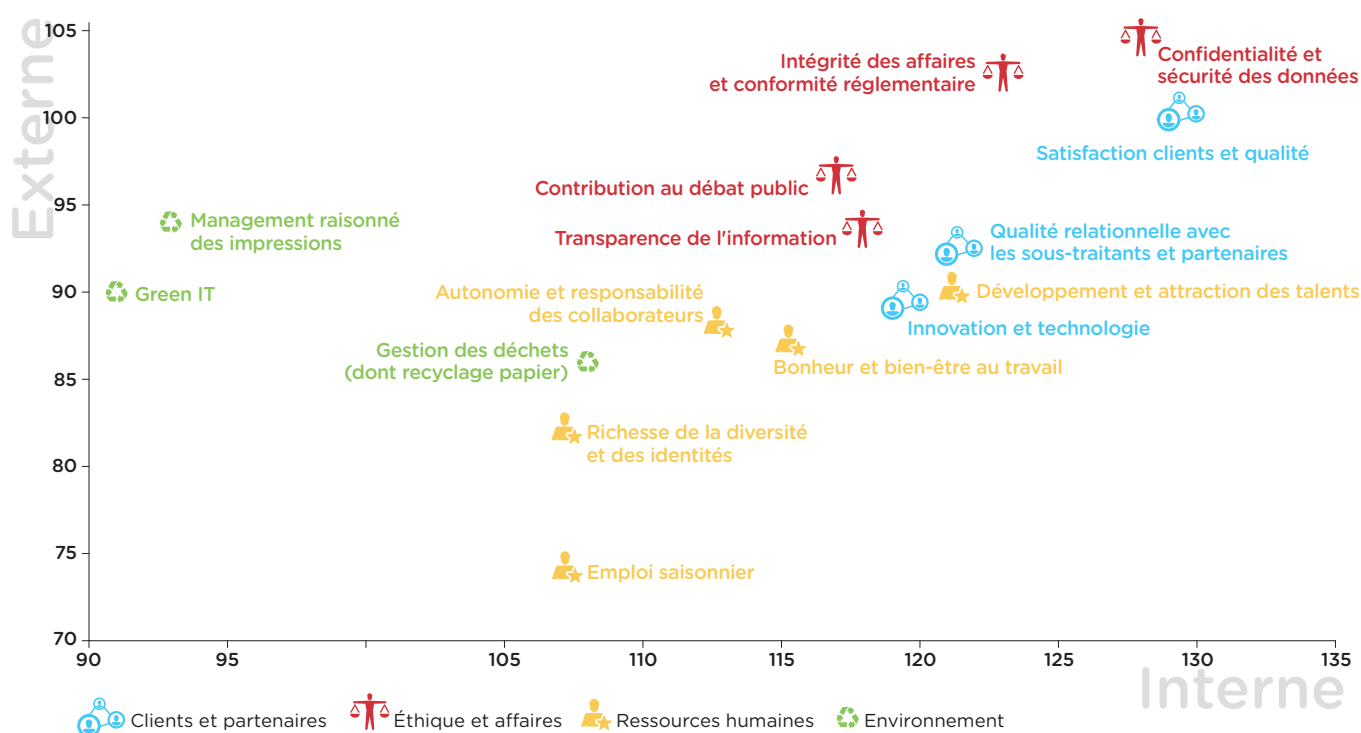 Externe
105
100
95
90
85
80
75
70
Intégrité des affaires
et conformité réglementaire
Confidentialité et
sécurité des données
Satisfaction clients et qualité
Contribution au débat public
Management raisonné
des impressions
Transparence de l'information
Qualité relationnelle avec
les sous-traitants et partenaires
Green IT
Autonomie et responsabilité
des collaborateurs
Développement et attraction des talents
Innovation et technologie
Gestion des déchets
(dont recyclage papier)
Bonheur et bien-être au travail
Richesse de la diversité
et des identités
Emploi saisonnier
90 95 105 110 115 120 125 130 135
Interne
Clients et partenaires Éthique et affaires Ressources humaines Environnement